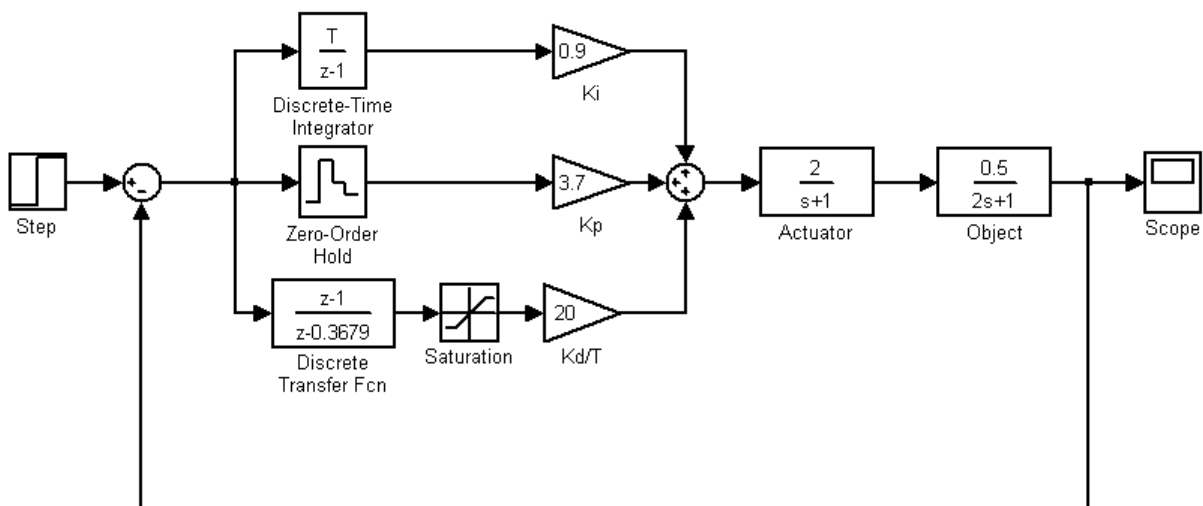 T
z-1
Discrete-Time
Integrator
0.9
Ki
Step
+
-
Zero-Order
Hold
3.7
Kp
+
+
+
2
s+1
Actuator
0.5
2s+1
Object
Scope
z-1
z-0.3679
Discrete
Transfer Fcn
Saturation
20
Kd/T